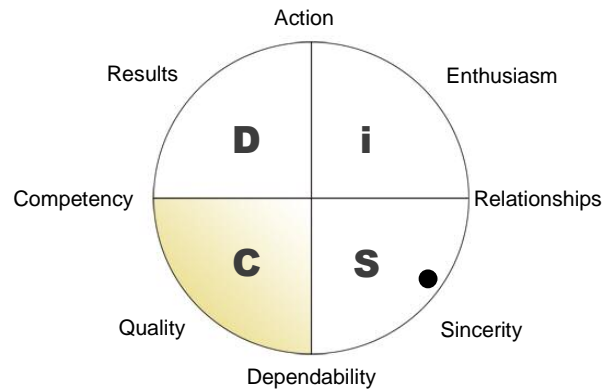 Action
Results
Enthusiasm
D
i
Competency
Relationships
C
S
Quality
Sincerity
Dependability